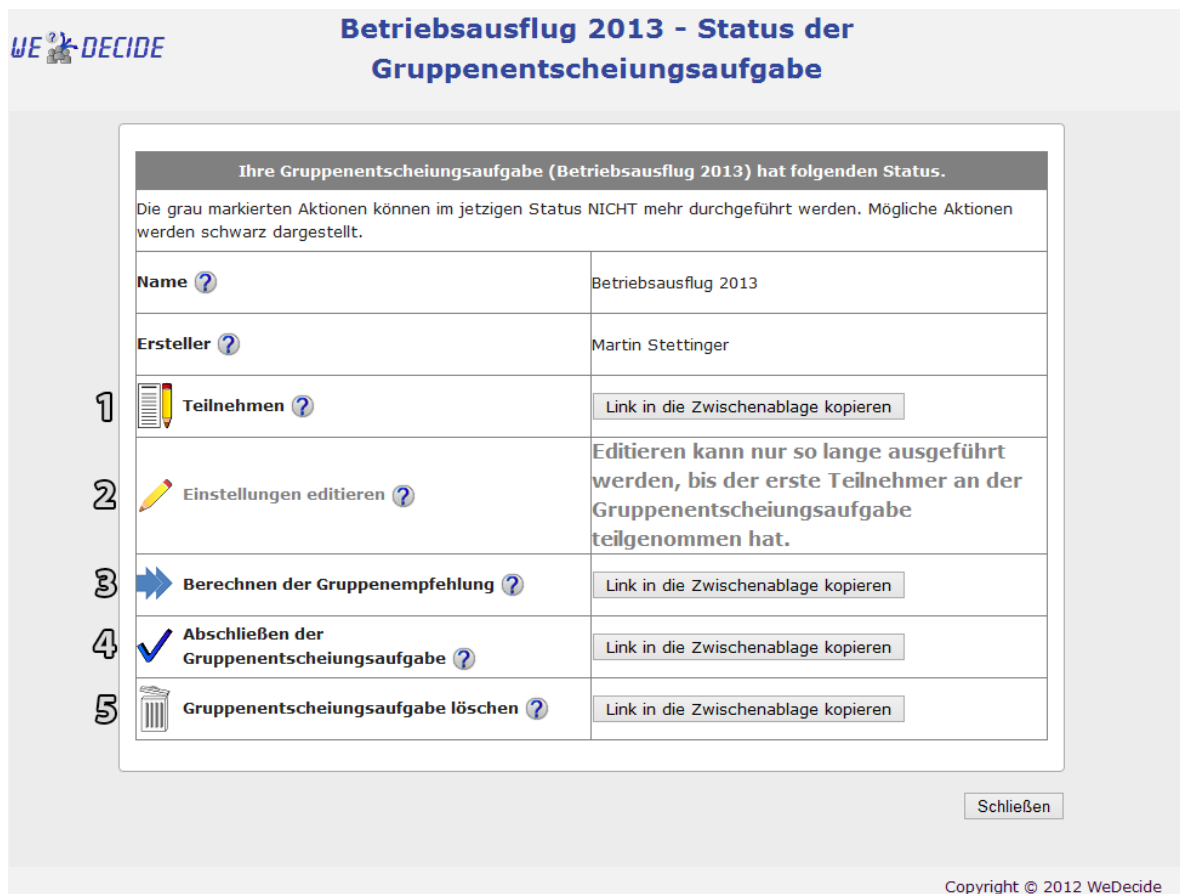 WE DECIDE
Betriebsausflug 2013 - Status der
Gruppenentscheiungsaufgabe
Ihre Gruppenentscheiungsaufgabe (Betriebsausflug 2013) hat folgenden Status.
Die grau markierten Aktionen können im jetzigen Status NICHT mehr durchgeführt werden. Mögliche Aktionen
werden schwarz dargestellt.
Name ?
Betriebsausflug 2013
Ersteller ?
Martin Stettinger
1
Teilnehmen ?
Link in die Zwischenablage kopieren
2
Einstellungen editieren ?
Editieren kann nur so lange ausgeführt
werden, bis der erste Teilnehmer an der
Gruppenentscheiungsaufgabe
teilgenommen hat.
3
Berechnen der Gruppenempfehlung ?
Link in die Zwischenablage kopieren
4
Abschließen der
Gruppenentscheiungsaufgabe ?
Link in die Zwischenablage kopieren
5
Gruppenentscheiungsaufgabe löschen ?
Link in die Zwischenablage kopieren
Schließen
Copyright © 2012 WeDecide